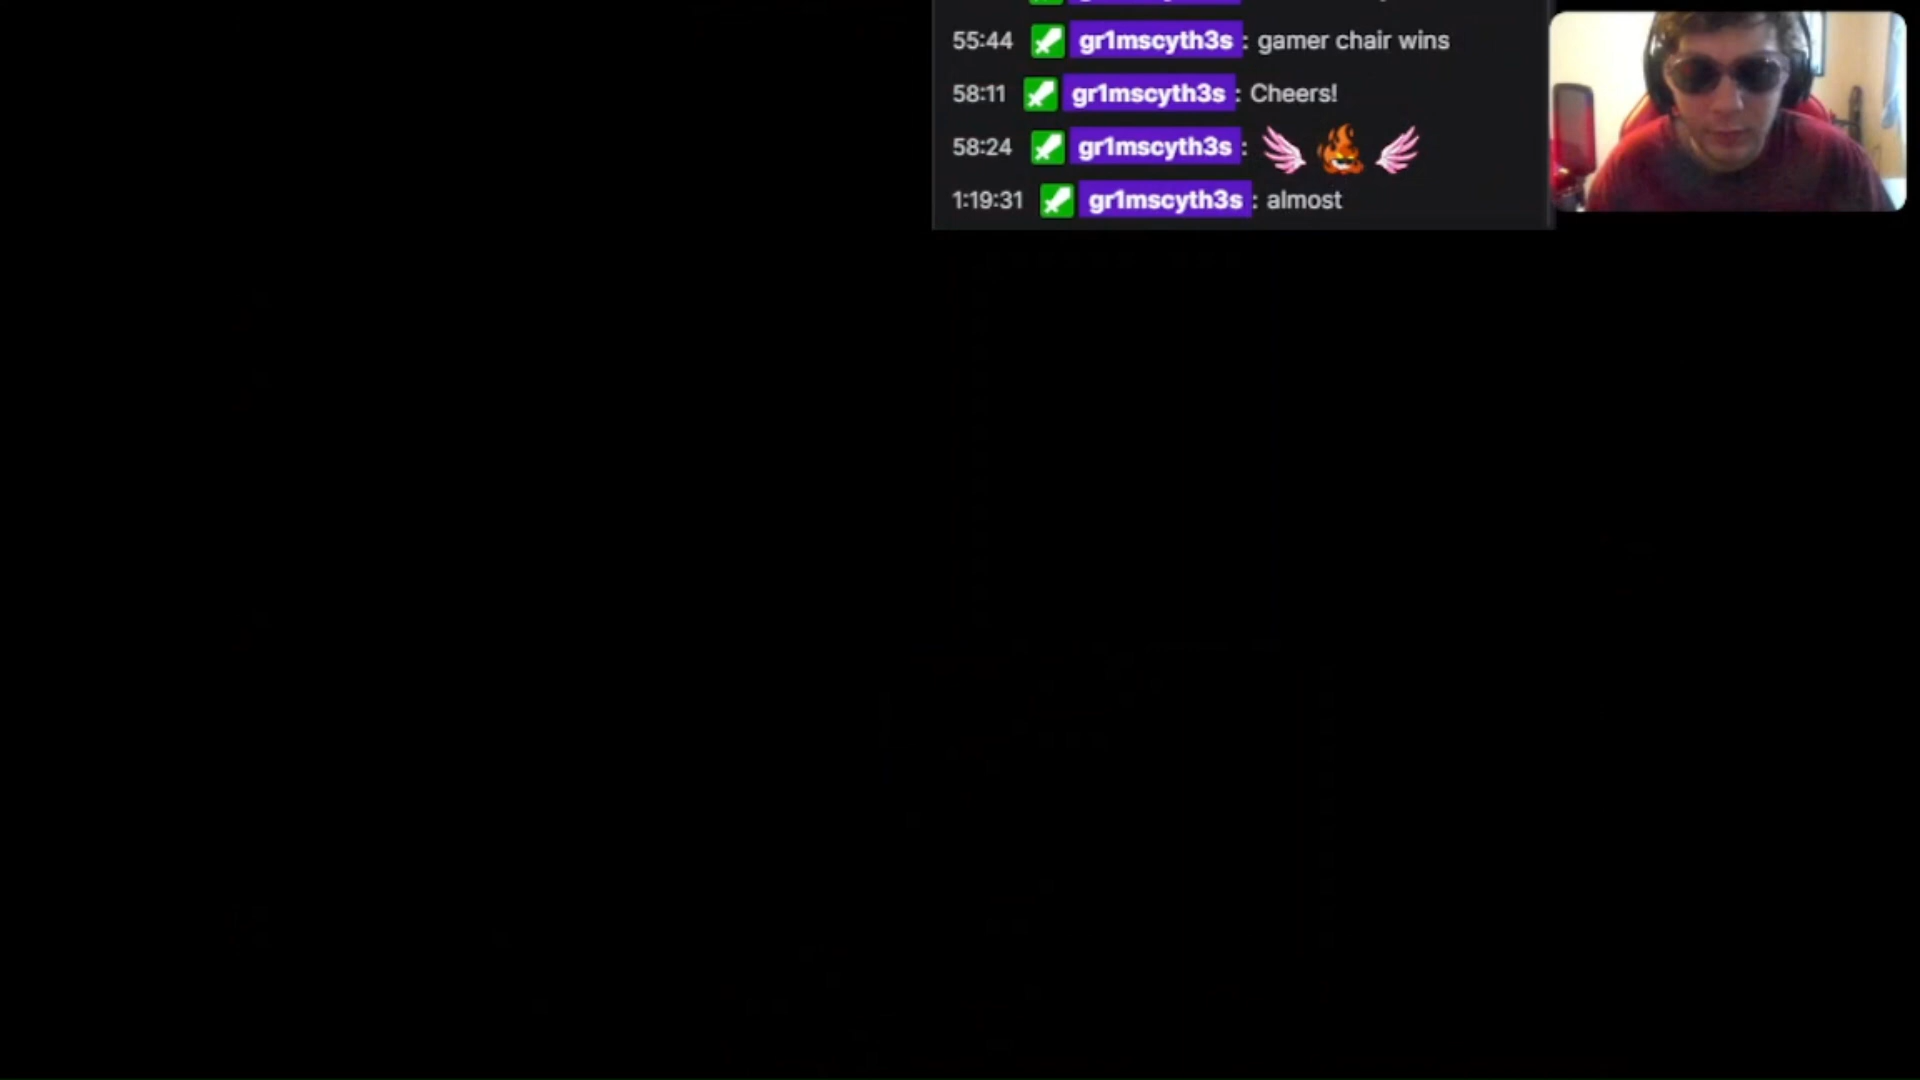 55:44 gr1mscyth3s: gamer chair wins
58:11 gr1mscyth3s: Cheers!
58:24 gr1mscyth3s:
1:19:31 gr1mscyth3s: almost